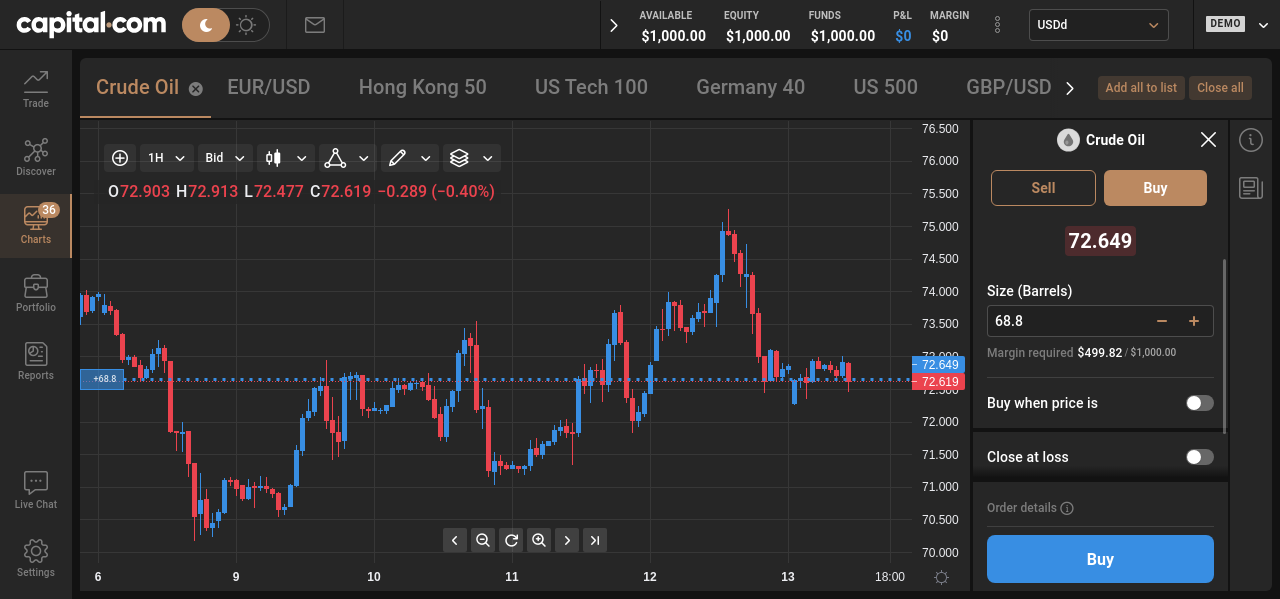 capital.com
AVAILABLE EQUITY FUNDS P&L MARGIN
$1,000.00 $1,000.00 $1,000.00 $0 $0
USDd
DEMO
Trade
Discover
36
Charts
Portfolio
Reports
Live Chat
Settings
Crude Oil EUR/USD Hong Kong 50 US Tech 100 Germany 40 US 500 GBP/USD
Add all to list Close all
1H Bid
O72.903 H72.913 L72.477 C72.619 −0.289 (−0.40%)
+68.8
76.500
76.000
75.500
75.000
74.500
74.000
73.500
73.000
72.649
72.619
72.500
72.000
71.500
71.000
70.500
70.000
6 9 10 11 12 13 18:00
Crude Oil
Sell Buy
72.649
Size (Barrels)
68.8 − +
Margin required $499.82 / $1,000.00
Buy when price is
Close at loss
Order details
Buy